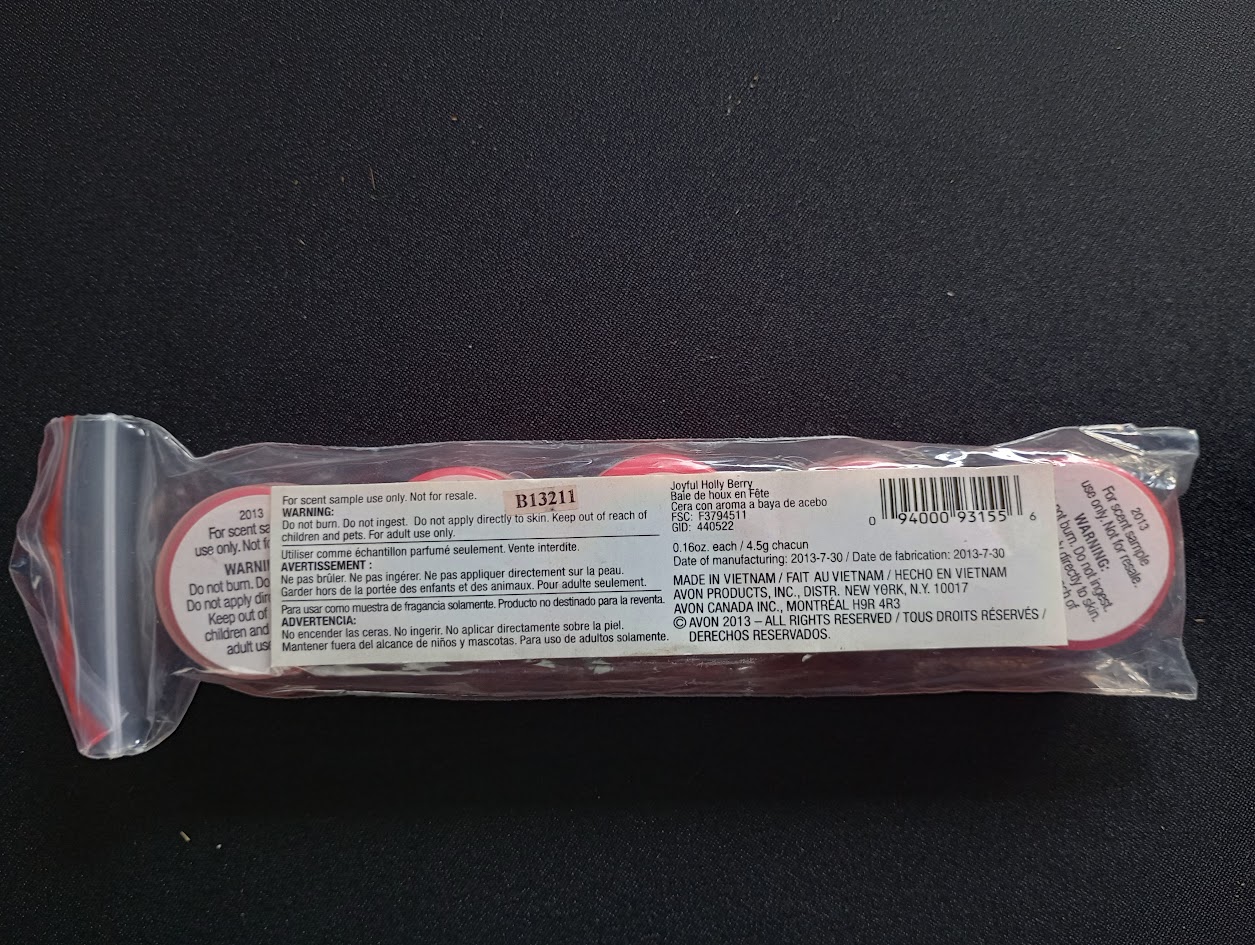 2013
For scent sa
use only. Not fo
WARNI
Do not burn. Do
Do not apply dir
Keep out of
children and
adult use
For scent sample use only. Not for resale.
B13211
WARNING:
Do not burn. Do not ingest. Do not apply directly to skin. Keep out of reach of
children and pets. For adult use only.
Utiliser comme échantillon parfumé seulement. Vente interdite.
AVERTISSEMENT :
Ne pas brûler. Ne pas ingérer. Ne pas appliquer directement sur la peau.
Garder hors de la portée des enfants et des animaux. Pour adulte seulement.
Para usar como muestra de fragancia solamente. Producto no destinado para la reventa.
ADVERTENCIA:
No encender las ceras. No ingerir. No aplicar directamente sobre la piel.
Mantener fuera del alcance de niños y mascotas. Para uso de adultos solamente.
Joyful Holly Berry
Baie de houx en Fête
Cera con aroma a baya de acebo
FSC: F3794511
GID: 440522
0 94000 93155 6
0.16oz. each / 4.5g chacun
Date of manufacturing: 2013-7-30 / Date de fabrication: 2013-7-30
MADE IN VIETNAM / FAIT AU VIETNAM / HECHO EN VIETNAM
AVON PRODUCTS, INC., DISTR. NEW YORK, N.Y. 10017
AVON CANADA INC., MONTRÉAL H9R 4R3
© AVON 2013 – ALL RIGHTS RESERVED / TOUS DROITS RESÉRVÉS /
DERECHOS RESERVADOS.
2013
For scent sample
use only. Not for resale.
WARNING:
not burn. Do not ingest.
directly to skin.
h of